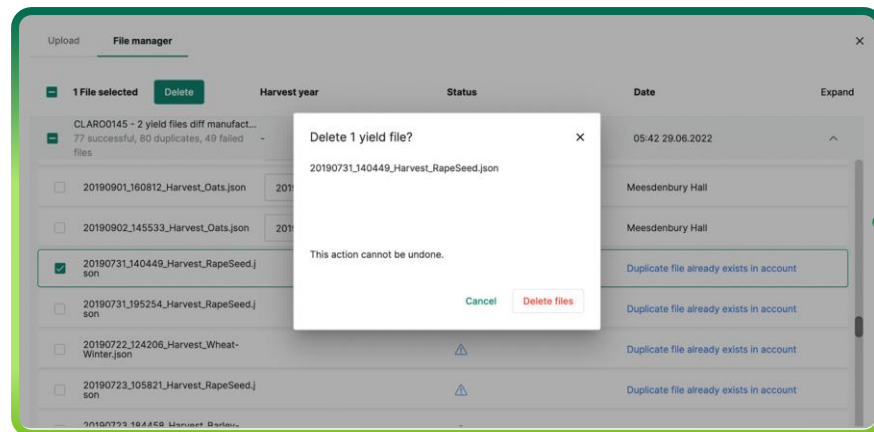 Upload File manager
1 File selected Delete Harvest year Status Date Expand
CLARO0145 - 2 yield files diff manufact...
77 successful, 80 duplicates, 49 failed
files
-
05:42 29.06.2022
Delete 1 yield file?
20190731_140449_Harvest_RapeSeed.json
This action cannot be undone.
Cancel Delete files
20190901_160812_Harvest_Oats.json 201 Meesdenbury Hall
20190902_145533_Harvest_Oats.json 201 Meesdenbury Hall
20190731_140449_Harvest_RapeSeed.j
son
Duplicate file already exists in account
20190731_195254_Harvest_RapeSeed.j
son
Duplicate file already exists in account
20190722_124206_Harvest_Wheat-
Winter.json
Duplicate file already exists in account
20190723_105821_Harvest_RapeSeed.j
son
Duplicate file already exists in account
20190723_184458_Harvest_Barley-